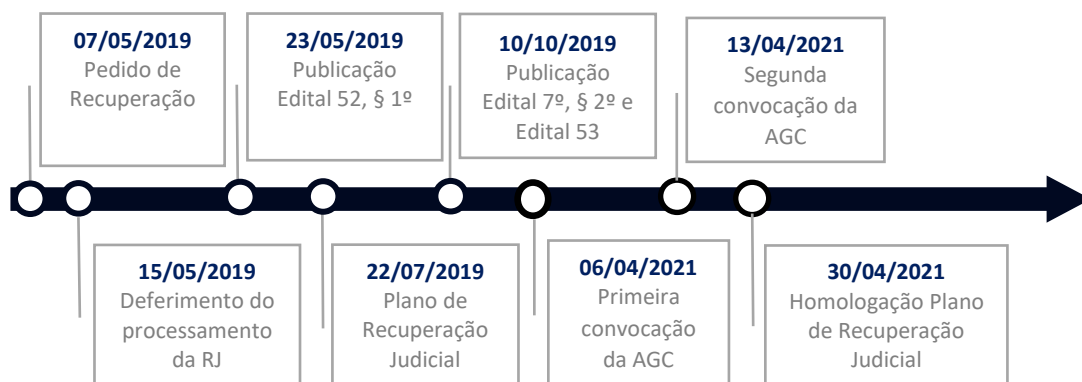 07/05/2019
Pedido de
Recuperação
23/05/2019
Publicação
Edital 52, § 1º
10/10/2019
Publicação
Edital 7º, § 2º e
Edital 53
13/04/2021
Segunda
convocação da
AGC
15/05/2019
Deferimento do
processamento
da RJ
22/07/2019
Plano de
Recuperação
Judicial
06/04/2021
Primeira
convocação
da AGC
30/04/2021
Homologação Plano
de Recuperação
Judicial